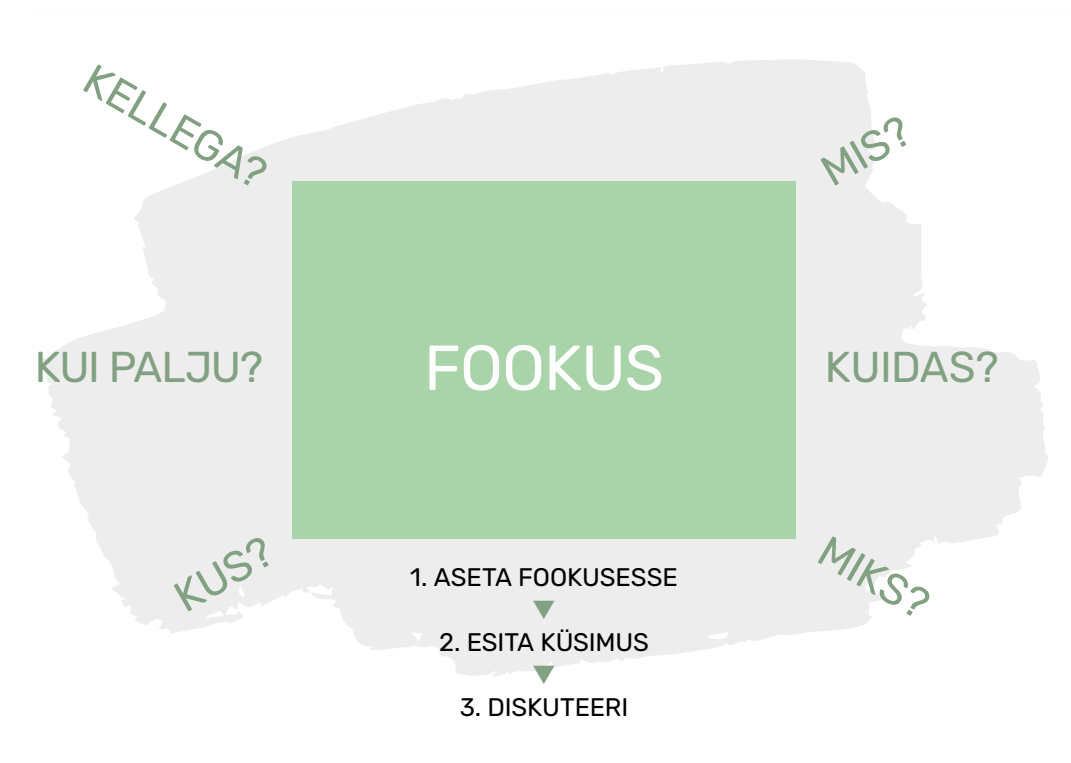 KELLEGA?
MIS?
KUI PALJU?
FOOKUS
KUIDAS?
KUS?
MIKS?
1. ASETA FOOKUSESSE
2. ESITA KÜSIMUS
3. DISKUTEERI